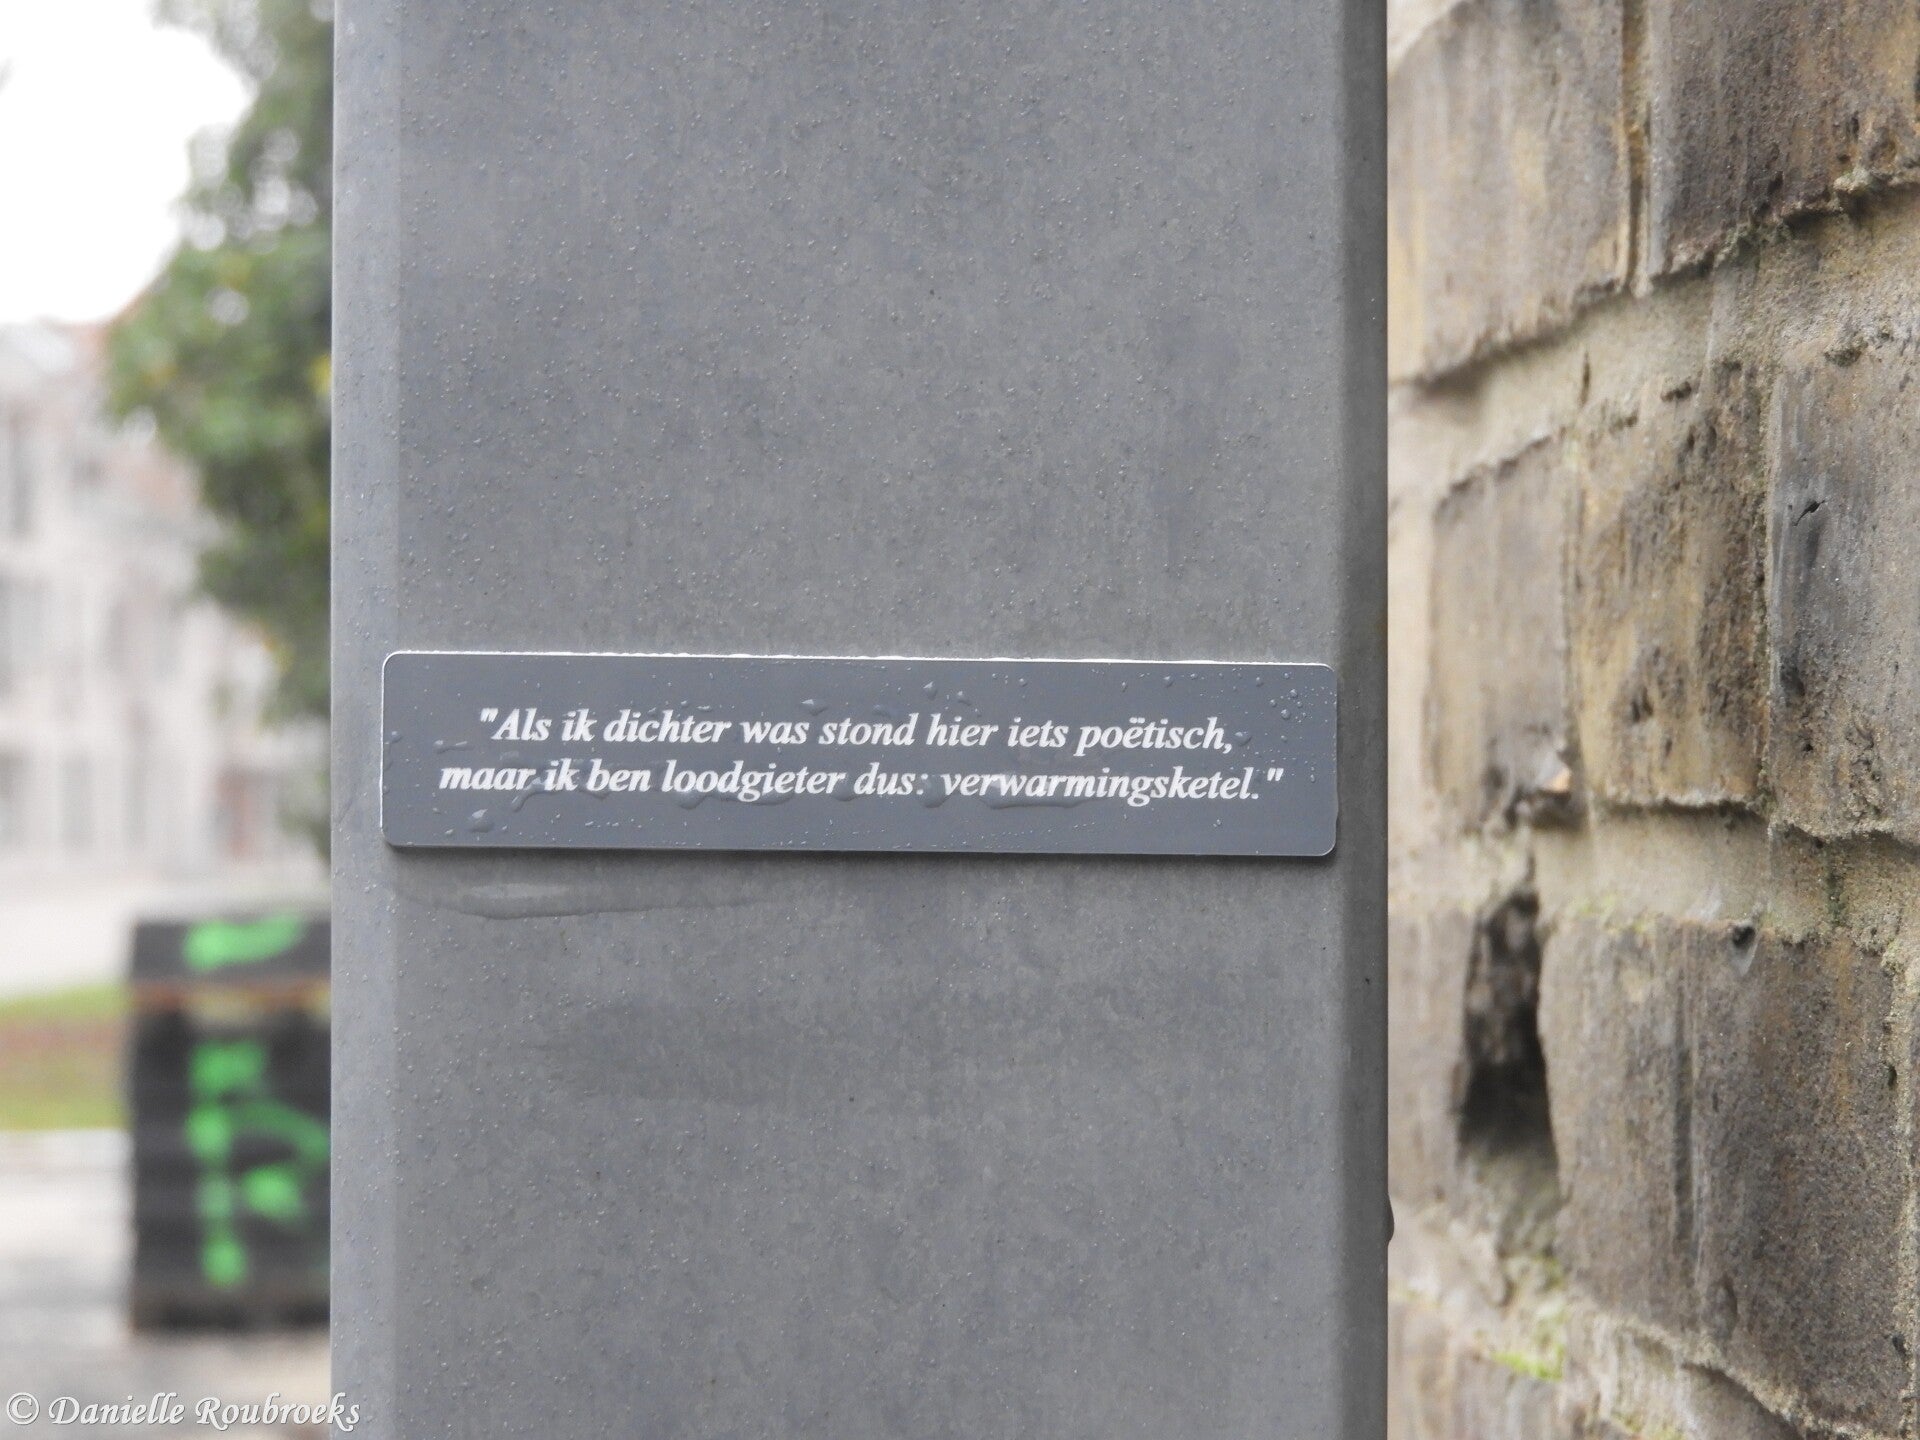 "Als ik dichter was stond hier iets poëtisch,
maar ik ben loodgieter dus: verwarmingsketel."
© Danielle Roubroeks